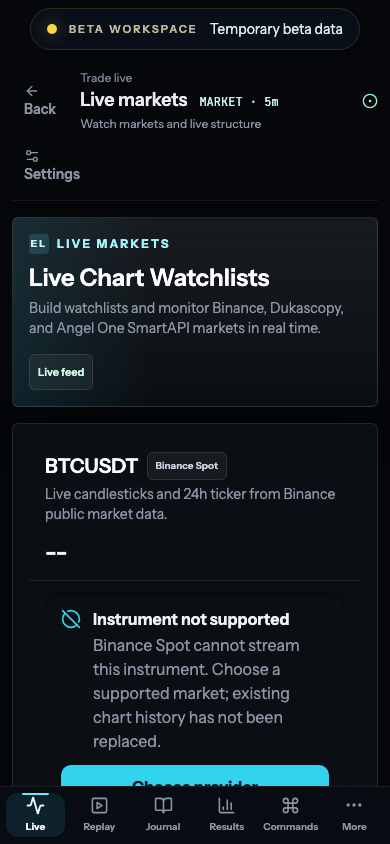 BETA WORKSPACE Temporary beta data
Trade live
Back
Live markets MARKET · 5m
Watch markets and live structure
Settings
EL LIVE MARKETS
Live Chart Watchlists
Build watchlists and monitor Binance, Dukascopy,
and Angel One SmartAPI markets in real time.
Live feed
BTCUSDT Binance Spot
Live candlesticks and 24h ticker from Binance
public market data.
--
Instrument not supported
Binance Spot cannot stream
this instrument. Choose a
supported market; existing
chart history has not been
replaced.
Choose provider
Live Replay Journal Results Commands More